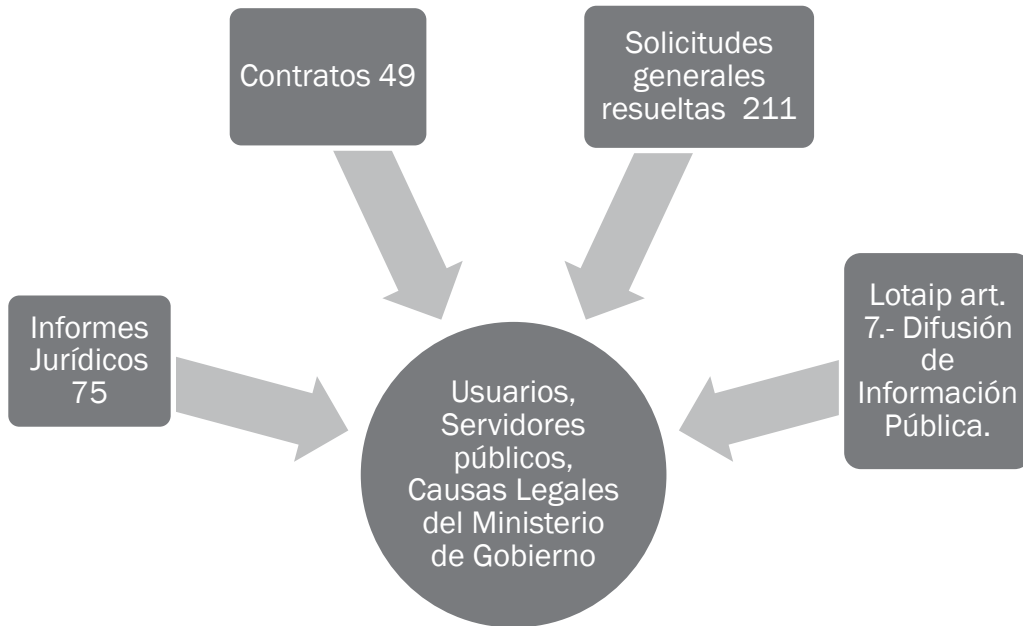 Contratos 49
Solicitudes
generales
resueltas 211
Informes
Jurídicos
75
Lotaip art.
7.- Difusión
de
Información
Pública.
Usuarios,
Servidores
públicos,
Causas Legales
del Ministerio
de Gobierno